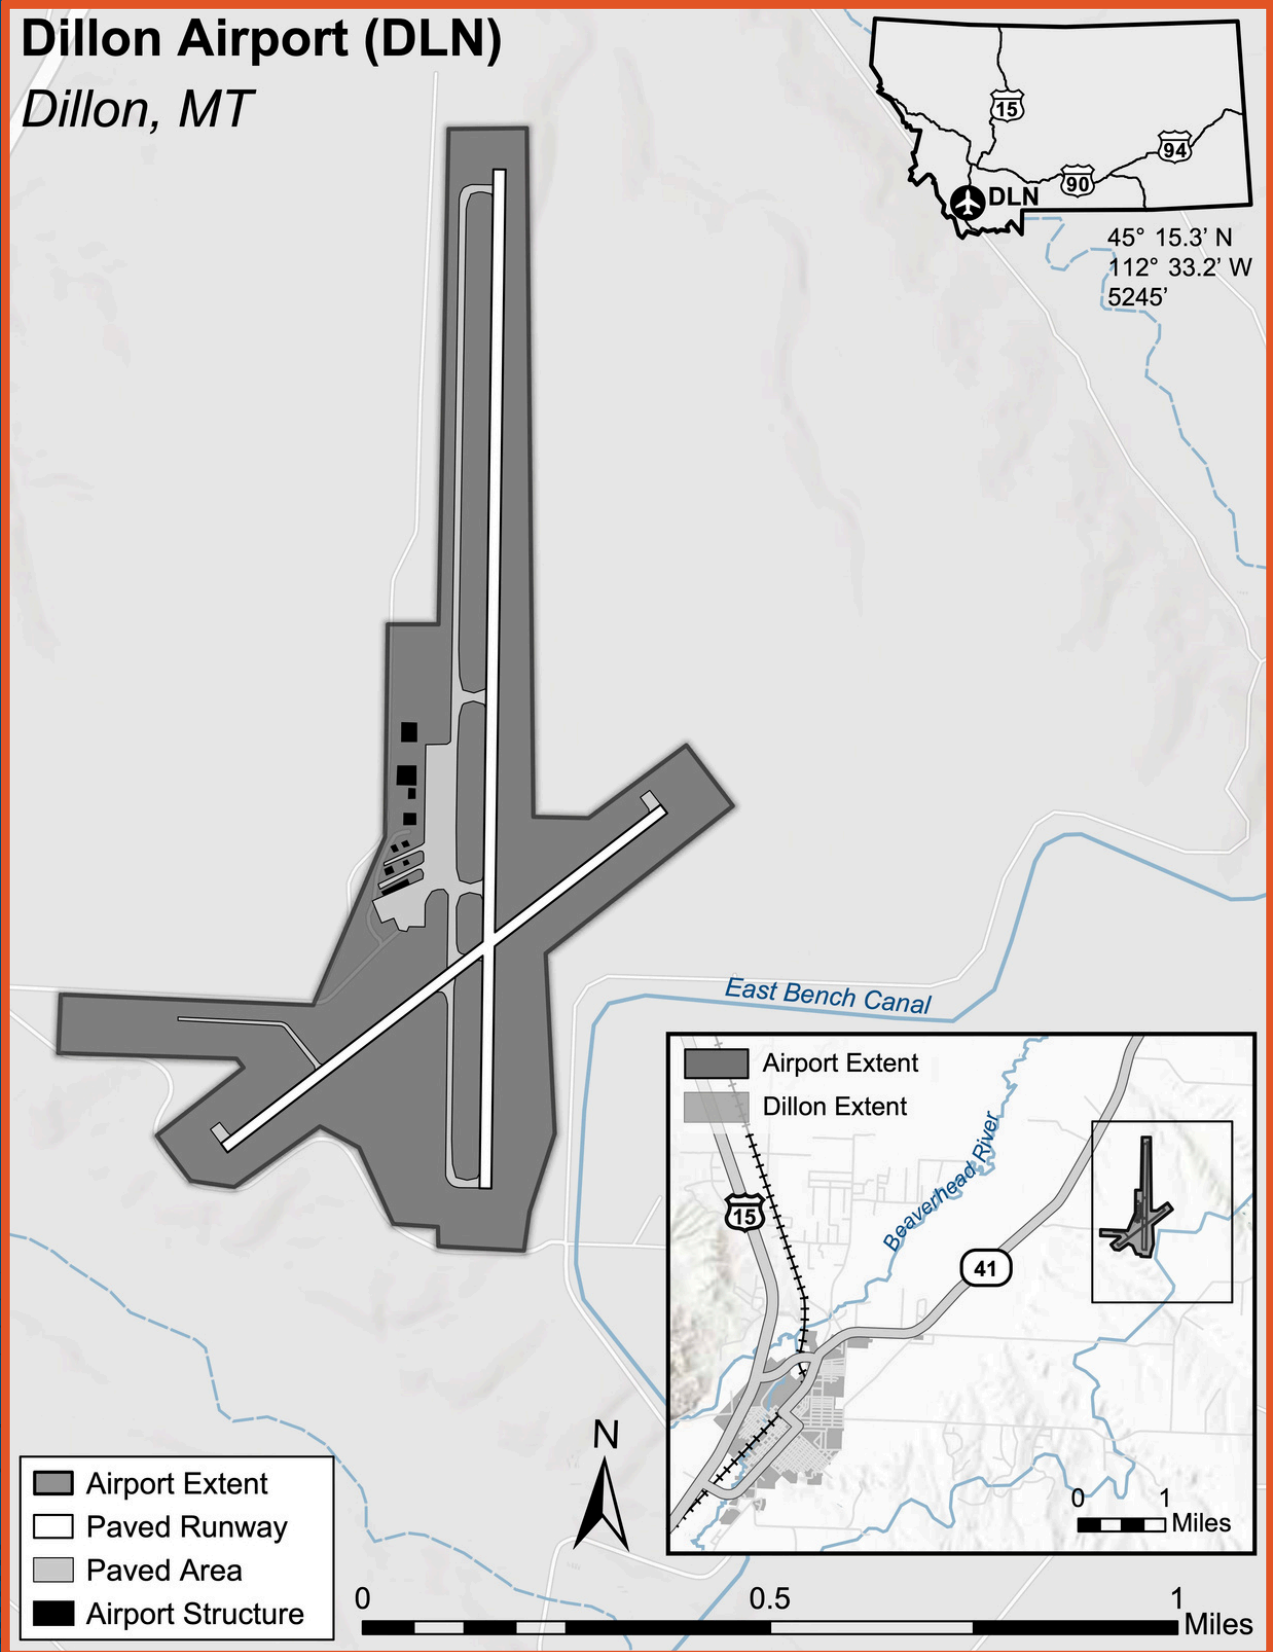 Dillon Airport (DLN)
Dillon, MT
15
94
90
DLN
45° 15.3' N
112° 33.2' W
5245'
East Bench Canal
Airport Extent
Dillon Extent
Beaverhead River
15
41
0 1
Miles
N
Airport Extent
Paved Runway
Paved Area
Airport Structure
0 0.5 1
Miles